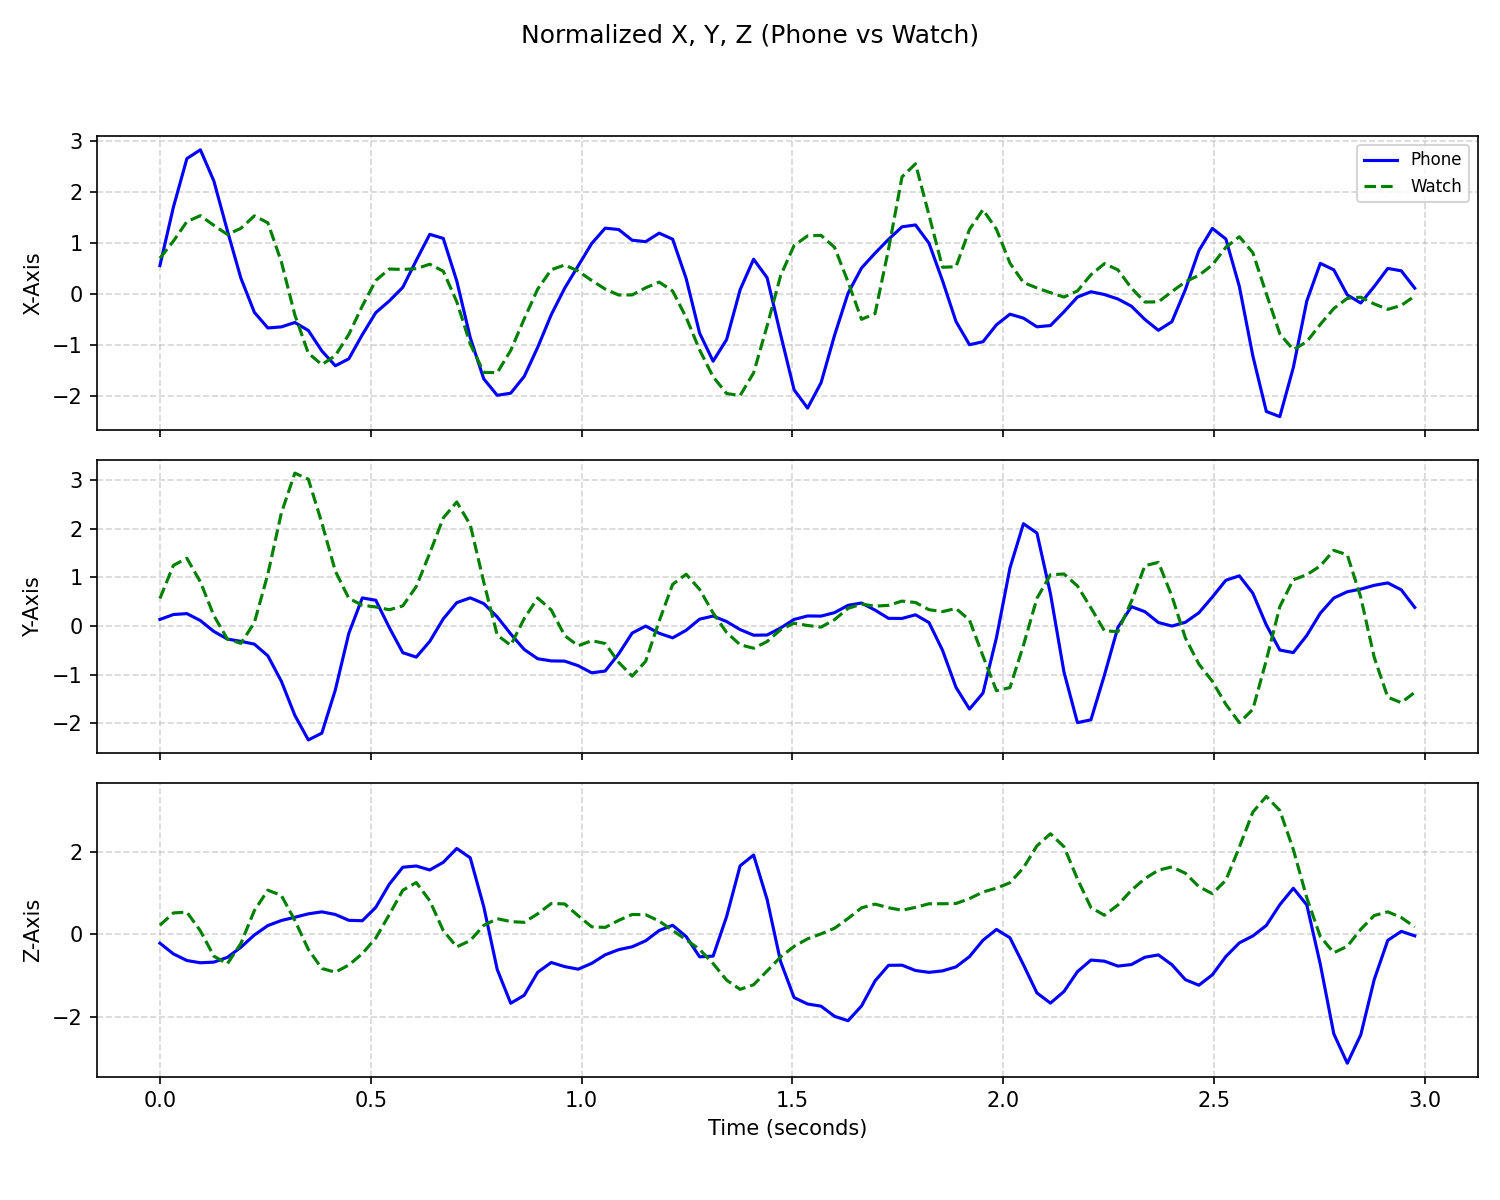 Normalized X, Y, Z (Phone vs Watch)
Phone
Watch
3
2
1
0
−1
−2
X-Axis
3
2
1
0
−1
−2
Y-Axis
2
0
−2
Z-Axis
0.0 0.5 1.0 1.5 2.0 2.5 3.0
Time (seconds)